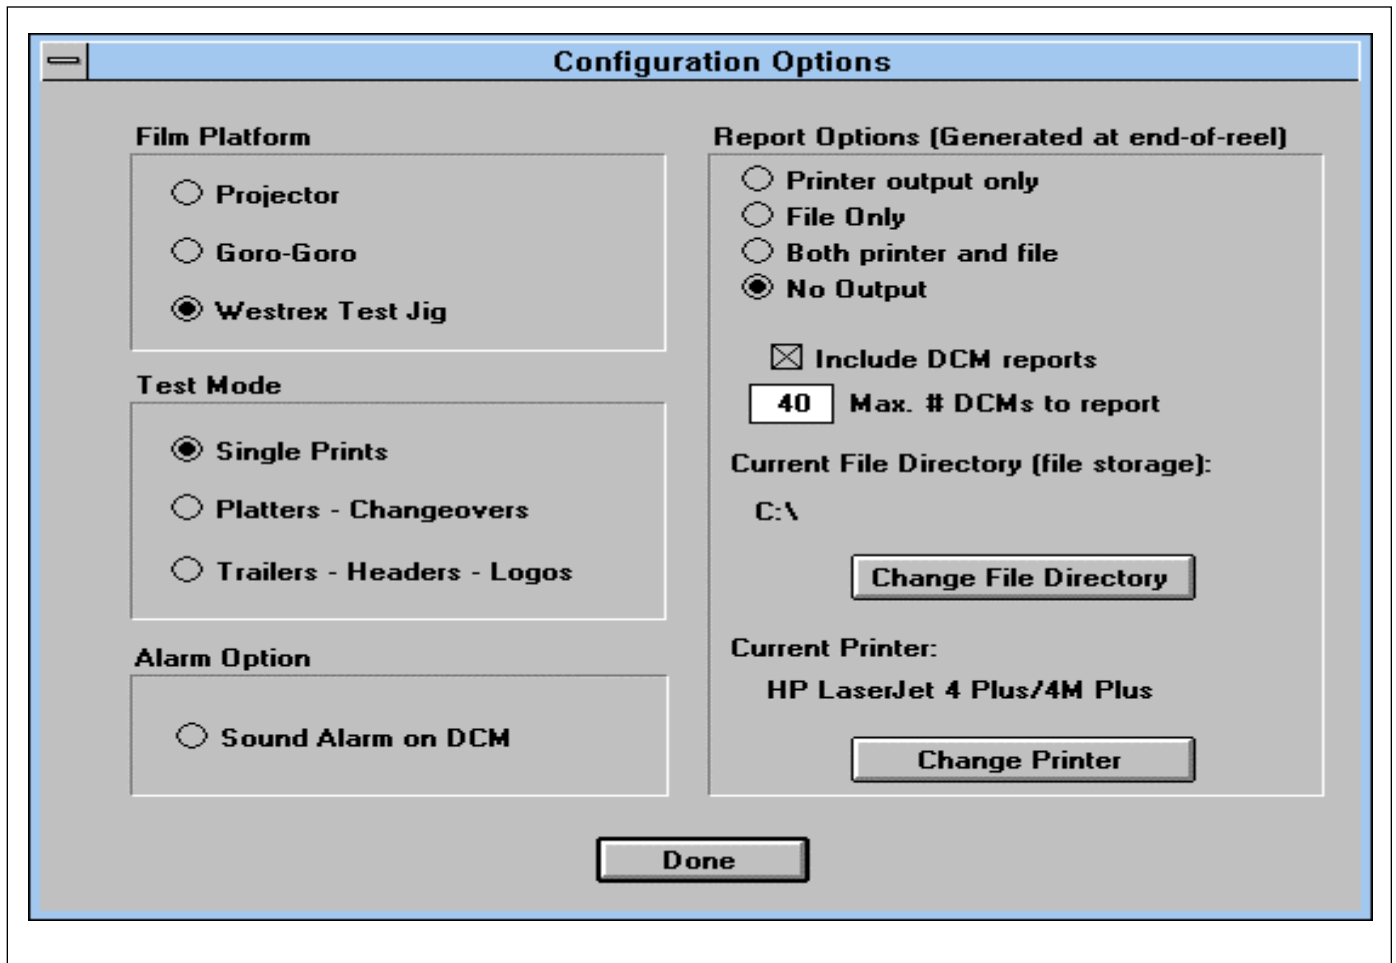 Configuration Options
Film Platform
Projector
Goro-Goro
Westrex Test Jig
Test Mode
Single Prints
Platters - Changeovers
Trailers - Headers - Logos
Alarm Option
Sound Alarm on DCM
Report Options (Generated at end-of-reel)
Printer output only
File Only
Both printer and file
No Output
Include DCM reports
40 Max. # DCMs to report
Current File Directory (file storage):
C:\
Change File Directory
Current Printer:
HP LaserJet 4 Plus/4M Plus
Change Printer
Done